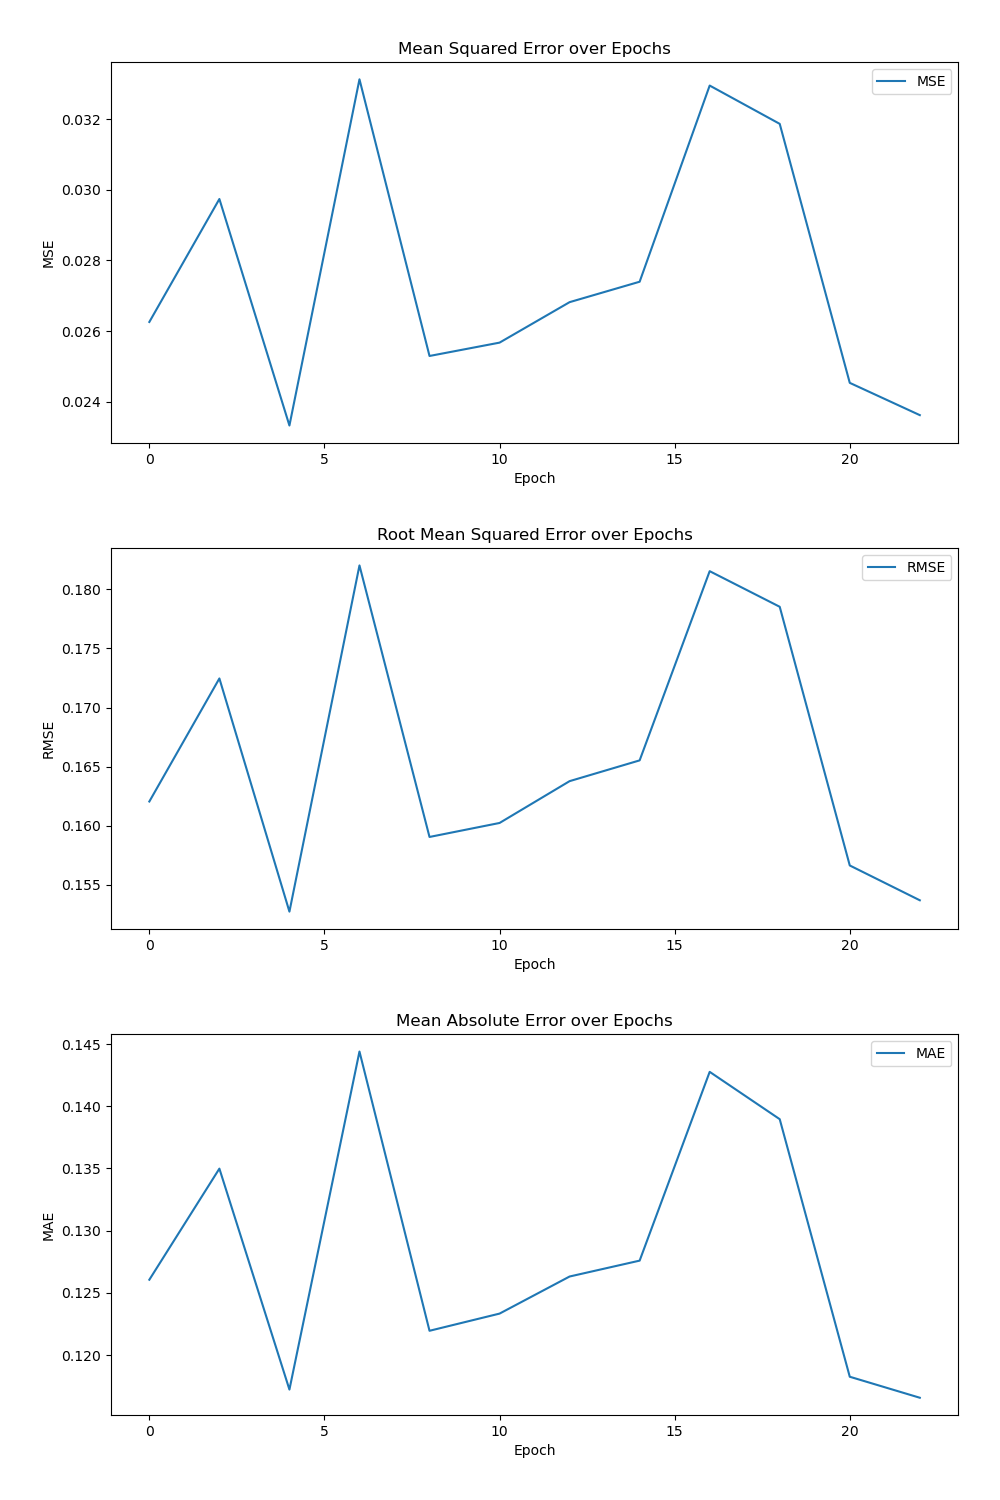 Mean Squared Error over Epochs
MSE
0.032
0.030
0.028
0.026
0.024
MSE
0 5 10 15 20
Epoch
Root Mean Squared Error over Epochs
RMSE
0.180
0.175
0.170
0.165
0.160
0.155
RMSE
0 5 10 15 20
Epoch
Mean Absolute Error over Epochs
MAE
0.145
0.140
0.135
0.130
0.125
0.120
MAE
0 5 10 15 20
Epoch